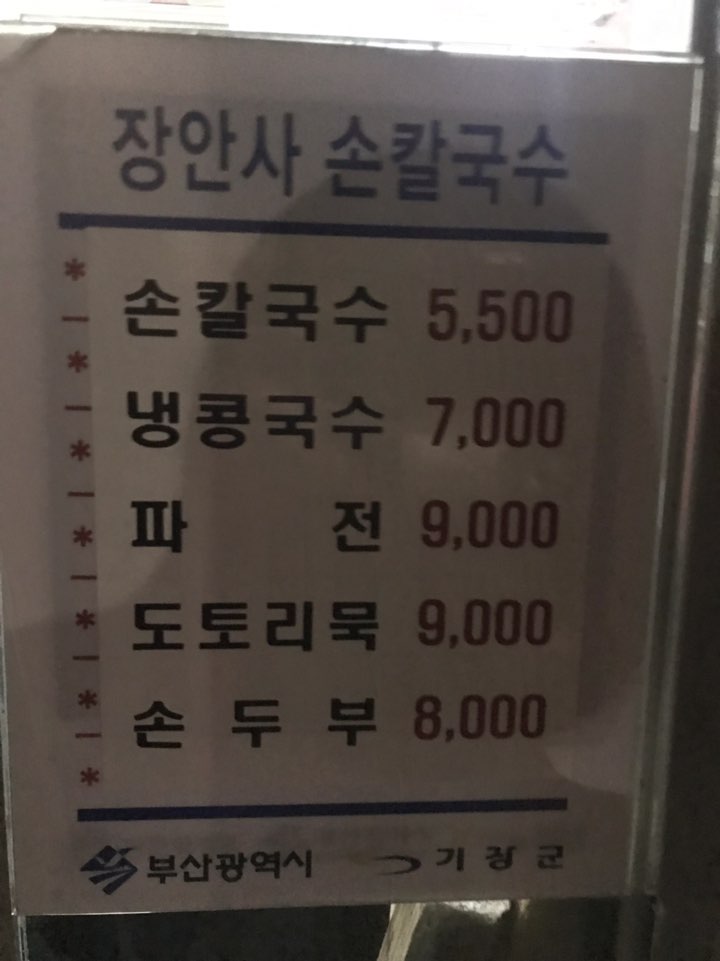 장안사 손칼국수
손칼국수 5,500
냉콩국수 7,000
파 전 9,000
도토리묵 9,000
손 두 부 8,000
부산광역시 기장군